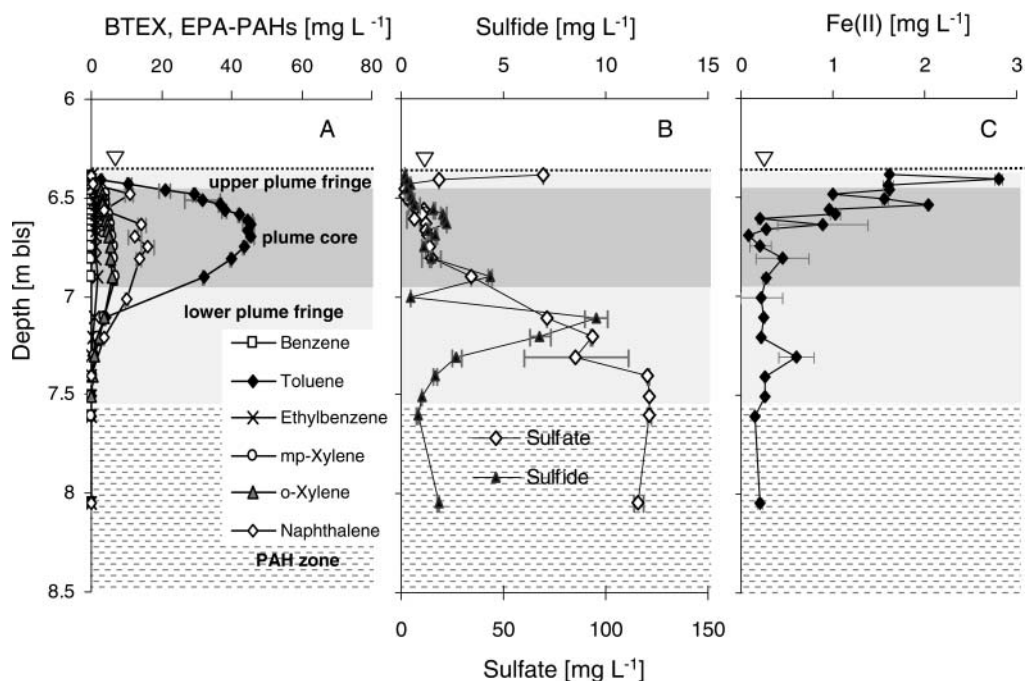 BTEX, EPA-PAHs [mg L-1]
Sulfide [mg L-1]
Fe(II) [mg L-1]
0 20 40 60 80
0 5 10 15
0 1 2 3
6
6.5
7
7.5
8
8.5
Depth [m bls]
A
B
C
upper plume fringe
plume core
lower plume fringe
Benzene
Toluene
Ethylbenzene
mp-Xylene
o-Xylene
Naphthalene
PAH zone
Sulfate
Sulfide
0 50 100 150
Sulfate [mg L-1]